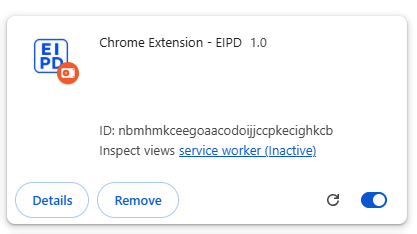 EI
PD
Chrome Extension - EIPD 1.0
ID: nbmhmkceegoaacodoijjccpkecighkcb
Inspect views service worker (Inactive)
Details
Remove